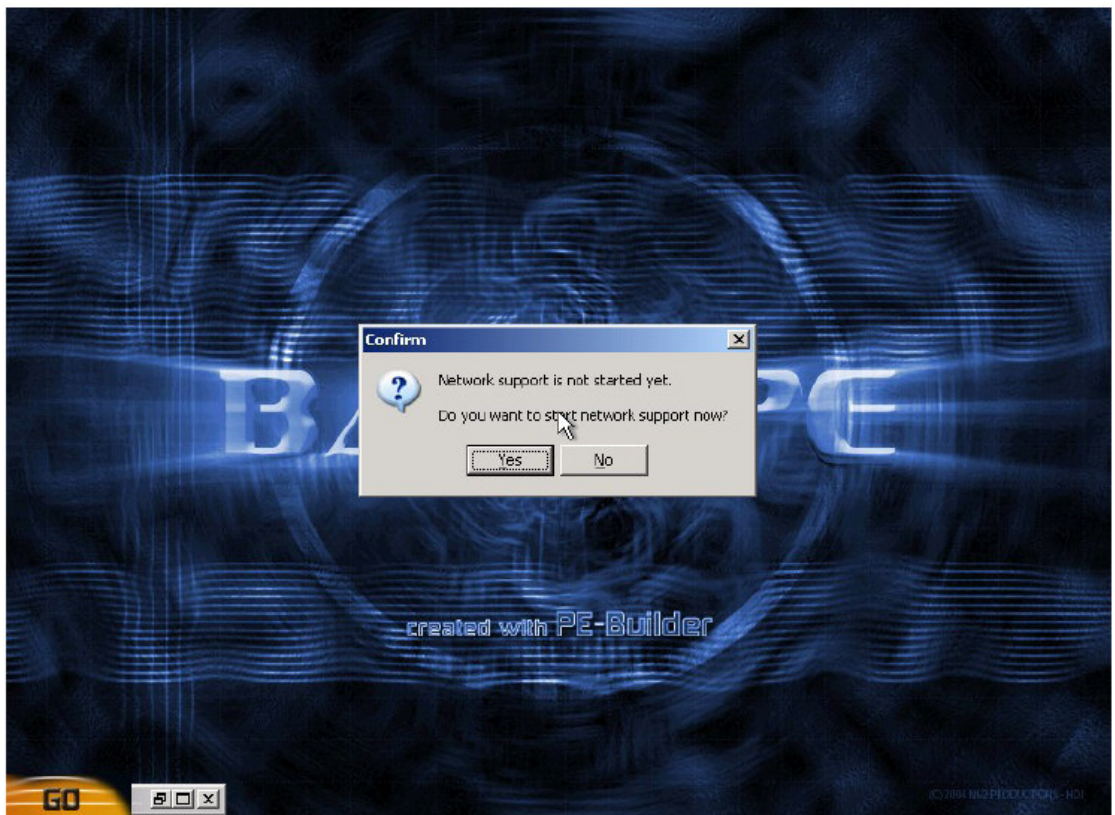 Confirm
Network support is not started yet.
Do you want to start network support now?
Yes No
created with PE-Builder
GO